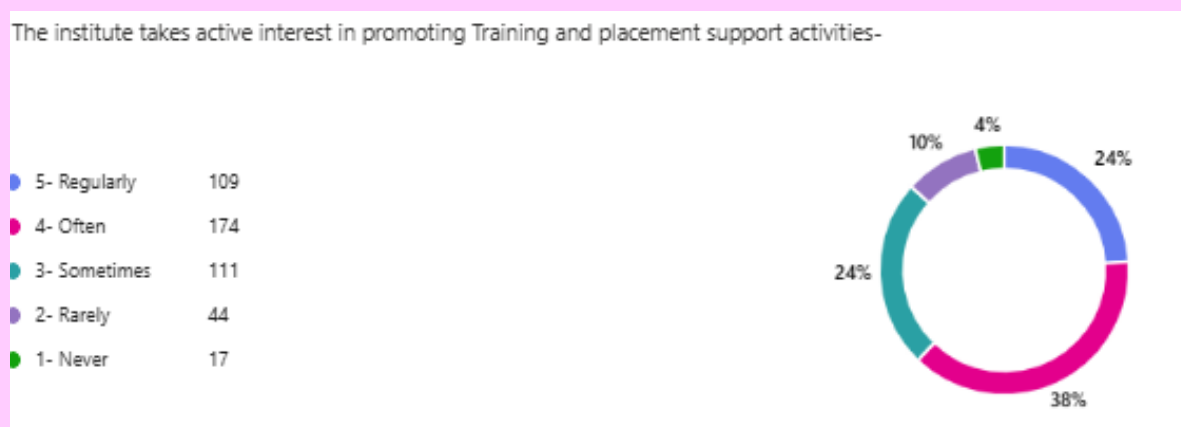 The institute takes active interest in promoting Training and placement support activities-
5- Regularly 109
4- Often 174
3- Sometimes 111
2- Rarely 44
1- Never 17
4%
10%
24%
24%
38%